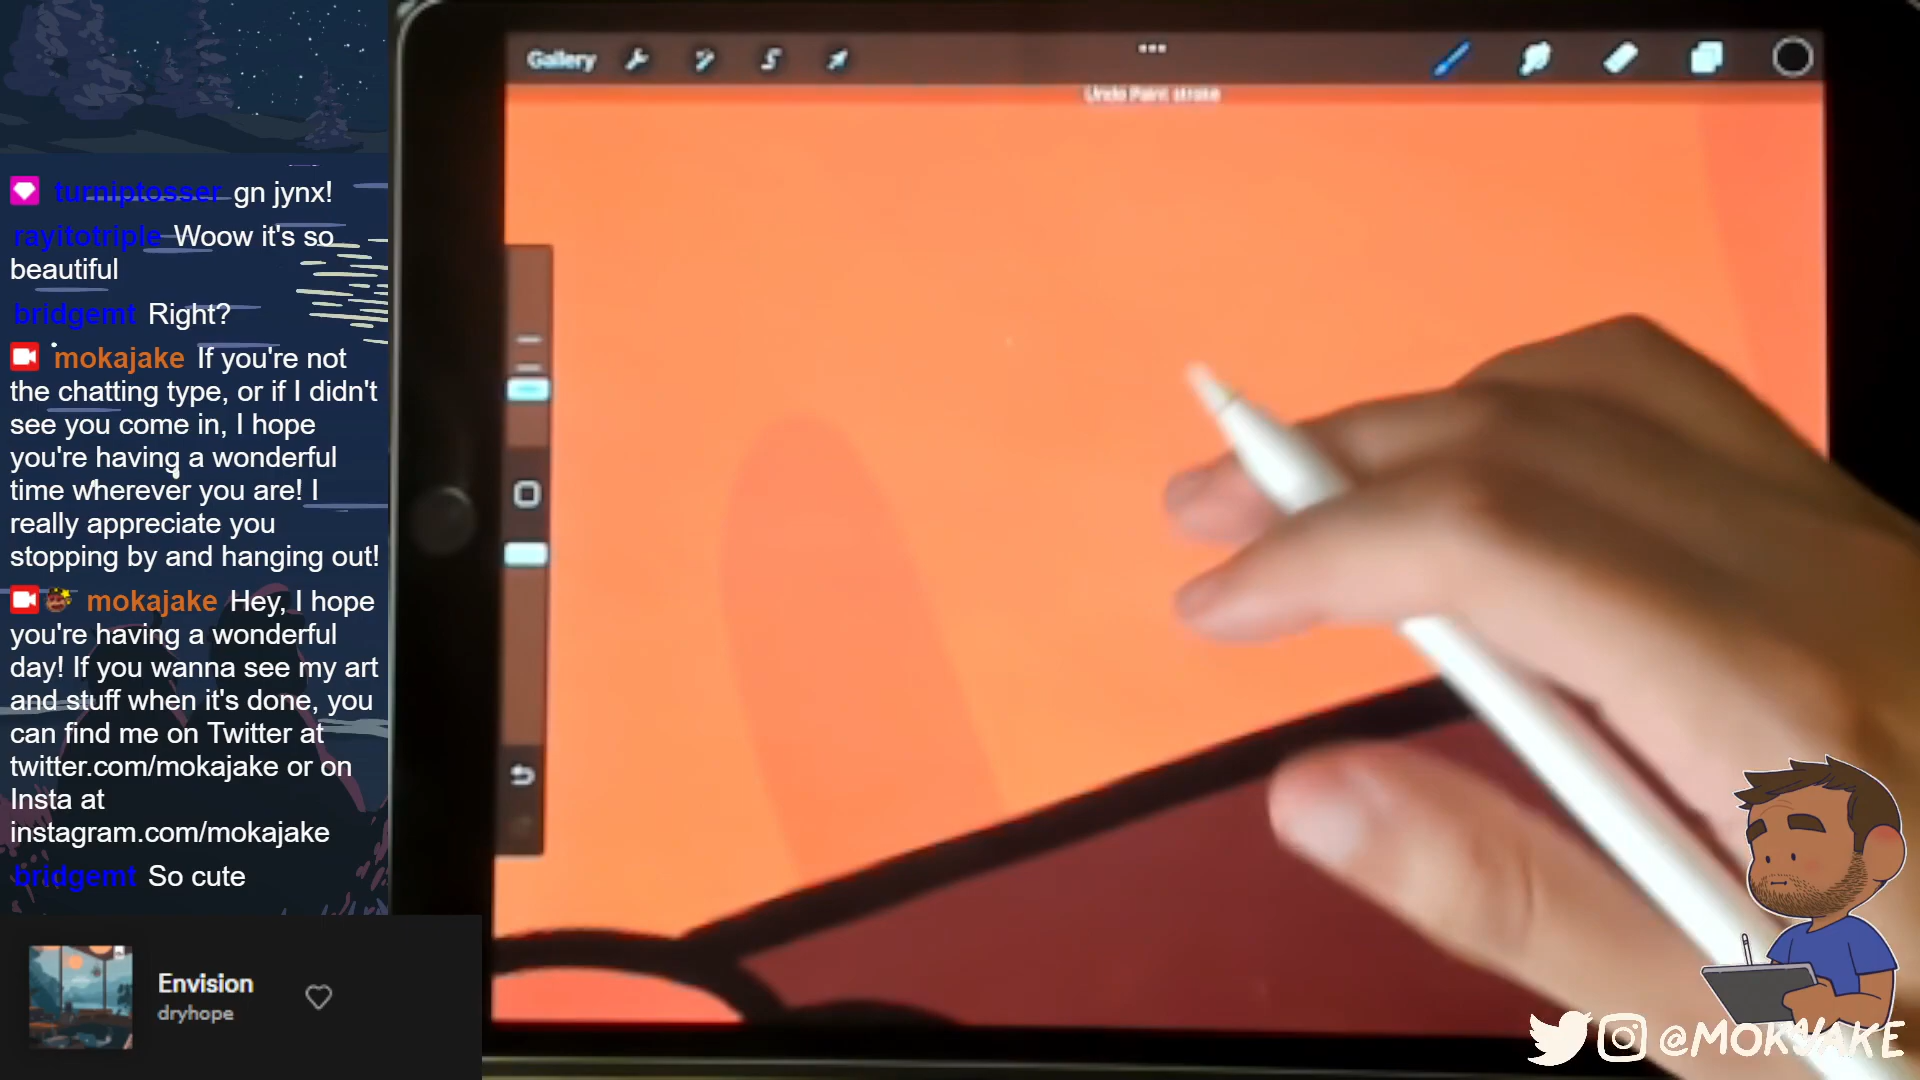 Gallery
Undo Paint stroke
turniptosser gn jynx!
rayitotriple Woow it's so
beautiful
bridgemt Right?
mokajake If you're not
the chatting type, or if I didn't
see you come in, I hope
you're having a wonderful
time wherever you are! I
really appreciate you
stopping by and hanging out!
mokajake Hey, I hope
you're having a wonderful
day! If you wanna see my art
and stuff when it's done, you
can find me on Twitter at
twitter.com/mokajake or on
Insta at
instagram.com/mokajake
bridgemt So cute
Envision
dryhope
@MOKAJAKE